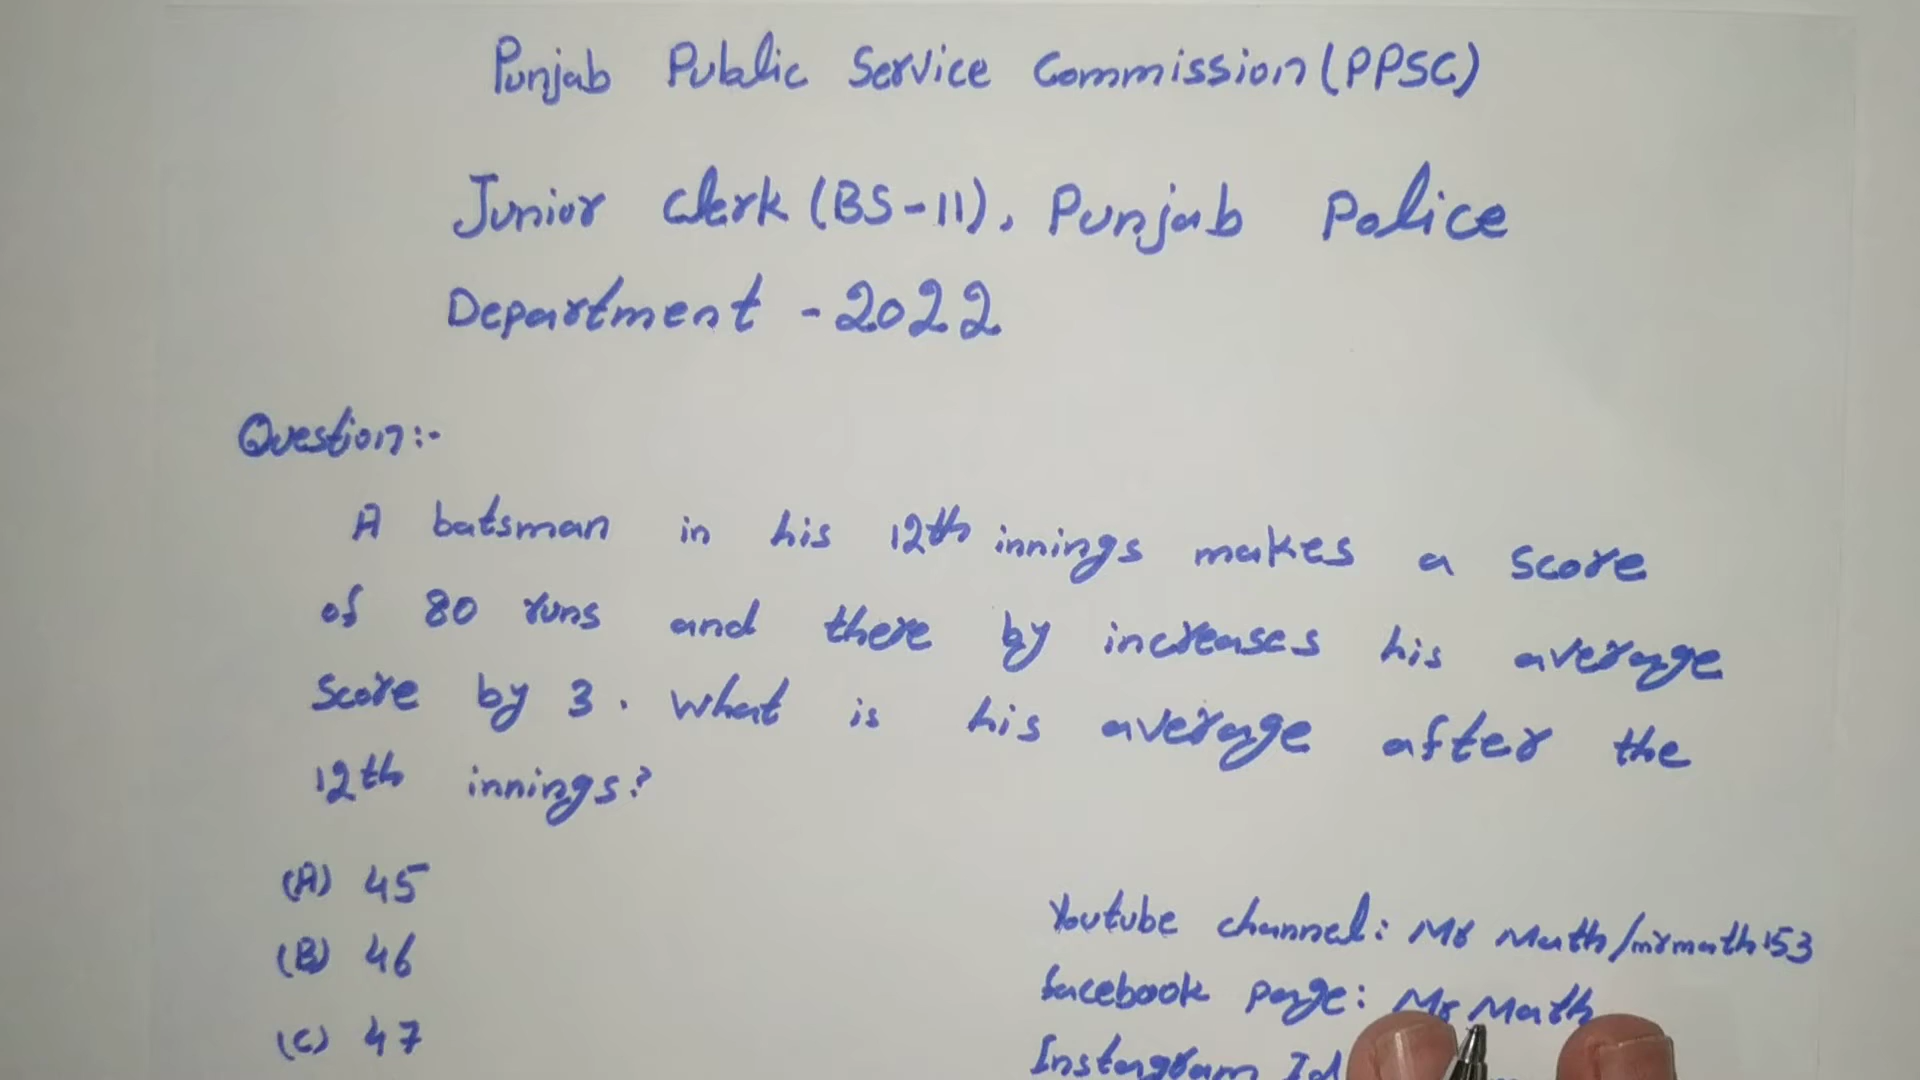 Punjab Public Service Commission (PPSC)
Junior Clerk (BS-11), Punjab Police
Department - 2022
Question:-
A batsman in his 12th innings makes a score
of 80 runs and there by increases his average
score by 3. What is his average after the
12th innings?
(A) 45
(B) 46
(C) 47
Youtube channel: Mr Math/mrmath153
facebook page: Mr Math
Instagram Id